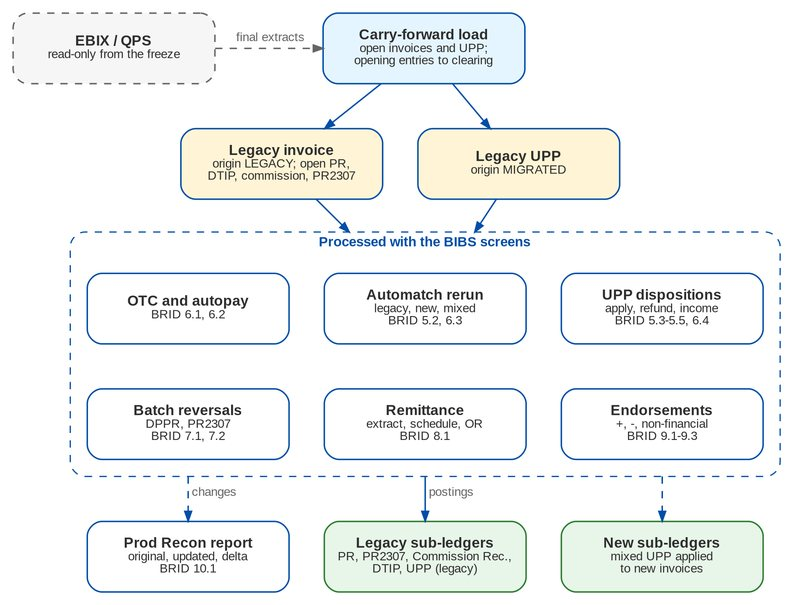 EBIX / QPS
read-only from the freeze
final extracts
Carry-forward load
open invoices and UPP;
opening entries to clearing
Legacy invoice
origin LEGACY; open PR,
DTIP, commission, PR2307
Legacy UPP
origin MIGRATED
Processed with the BIBS screens
OTC and autopay
BRID 6.1, 6.2
Automatch rerun
legacy, new, mixed
BRID 5.2, 6.3
UPP dispositions
apply, refund, income
BRID 5.3-5.5, 6.4
Batch reversals
DPPR, PR2307
BRID 7.1, 7.2
Remittance
extract, schedule, OR
BRID 8.1
Endorsements
+, -, non-financial
BRID 9.1-9.3
changes
postings
Prod Recon report
original, updated, delta
BRID 10.1
Legacy sub-ledgers
PR, PR2307, Commission Rec.,
DTIP, UPP (legacy)
New sub-ledgers
mixed UPP applied
to new invoices